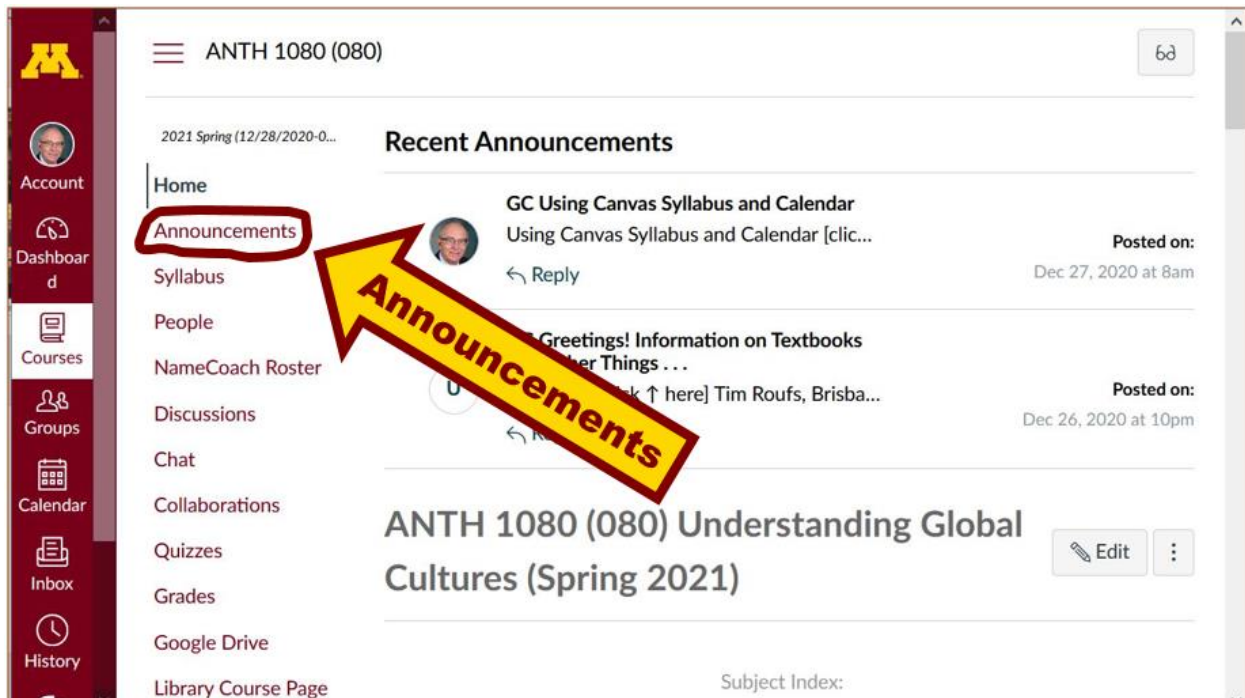 ANTH 1080 (080)
Account
Dashboar
d
Courses
Groups
Calendar
Inbox
History
2021 Spring (12/28/2020-0...
Home
Announcements
Syllabus
People
NameCoach Roster
Discussions
Chat
Collaborations
Quizzes
Grades
Google Drive
Library Course Page
Recent Announcements
GC Using Canvas Syllabus and Calendar
Using Canvas Syllabus and Calendar [clic...
Reply
Posted on:
Dec 27, 2020 at 8am
Announcements
Greetings! Information on Textbooks
Things . . .
U
↑ here] Tim Roufs, Brisba...
Posted on:
Dec 26, 2020 at 10pm
ANTH 1080 (080) Understanding Global
Cultures (Spring 2021)
Edit
Subject Index: